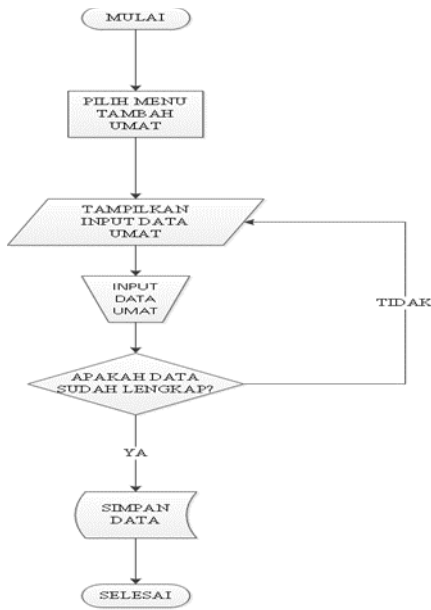 MULAI
PILIH MENU
TAMBAH
UMAT
TAMPILKAN
INPUT DATA
UMAT
INPUT
DATA
UMAT
TIDAK
APAKAH DATA
SUDAH LENGKAP?
YA
SIMPAN
DATA
SELESAI